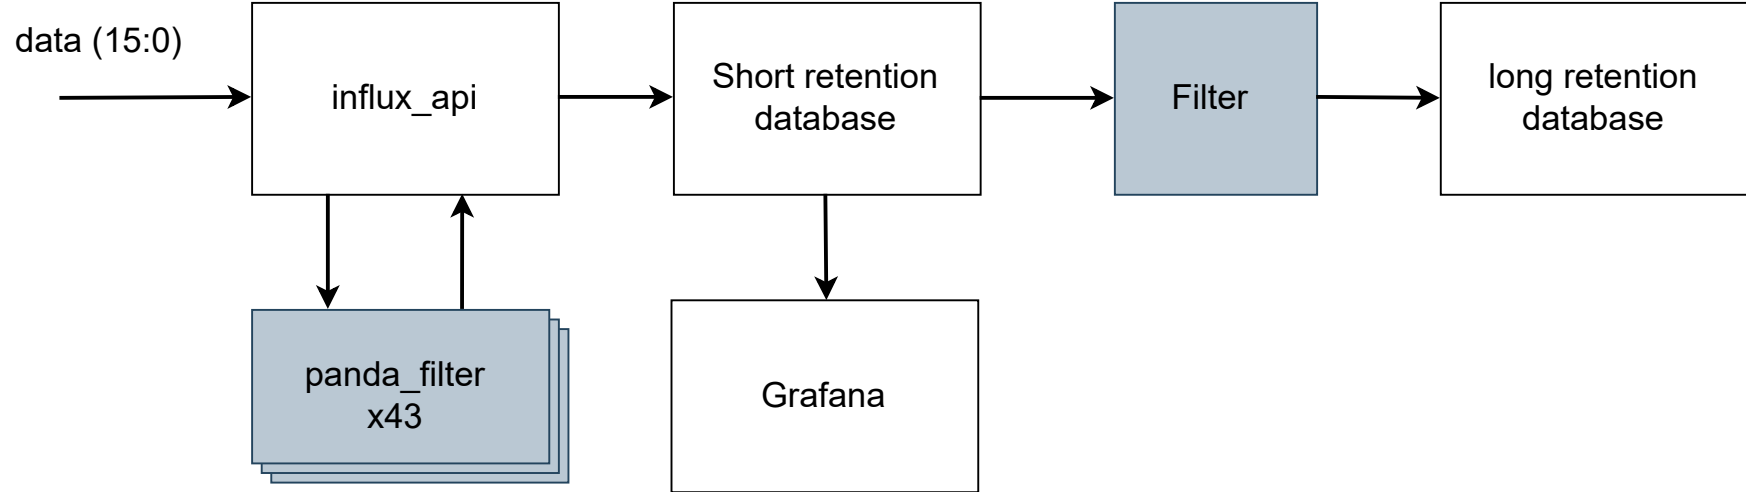 data (15:0)
influx_api
Short retention
database
Filter
long retention
database
panda_filter
x43
Grafana